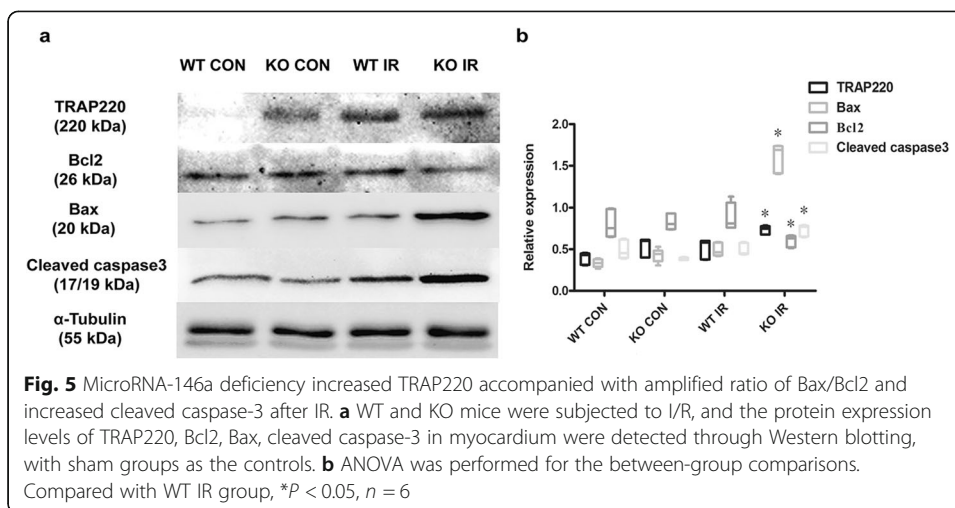 a
WT CON KO CON WT IR KO IR
TRAP220
(220 kDa)
Bcl2
(26 kDa)
Bax
(20 kDa)
Cleaved caspase3
(17/19 kDa)
α-Tubulin
(55 kDa)
b
TRAP220
Bax
Bcl2
Cleaved caspase3
Relative expression
2.0
1.5
1.0
0.5
0.0
*
* * *
WT CON
KO CON
WT IR
KO IR
Fig. 5 MicroRNA-146a deficiency increased TRAP220 accompanied with amplified ratio of Bax/Bcl2 and
increased cleaved caspase-3 after IR. a WT and KO mice were subjected to I/R, and the protein expression
levels of TRAP220, Bcl2, Bax, cleaved caspase-3 in myocardium were detected through Western blotting,
with sham groups as the controls. b ANOVA was performed for the between-group comparisons.
Compared with WT IR group, *P < 0.05, n = 6